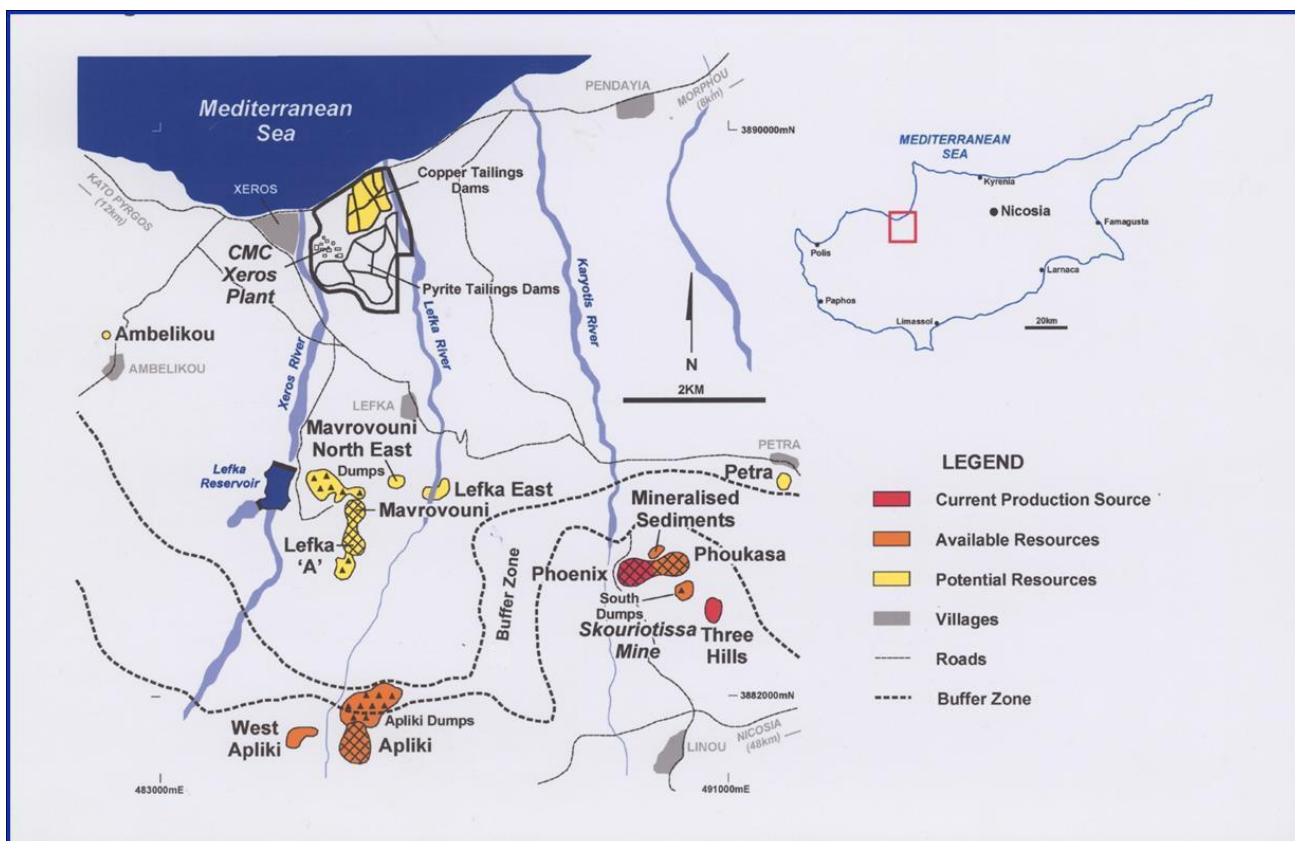 Mediterranean
Sea
PENDAYIA
MORPHOU
(8km)
3890000mN
KATO PYRGOS
(12km)
XEROS
Copper Tailings
Dams
CMC
Xeros
Plant
Pyrite Tailings Dams
Lefka River
Karyotis River
Xeros River
Ambelikou
AMBELIKOU
LEFKA
N
2KM
Mavrovouni
North East
Dumps
Lefka
Reservoir
Lefka East
Mavrovouni
Lefka
'A'
PETRA
Petra
Mineralised
Sediments
Phoukasa
Phoenix
South
Dumps
Skouriotissa
Mine
Three
Hills
Buffer Zone
3882000mN
West
Apliki
Apliki Dumps
Apliki
LINOU
NICOSIA
(48km)
483000mE
491000mE
MEDITERRANEAN
SEA
Kyrenia
Nicosia
Famagusta
Polis
Larnaca
Paphos
Limassol
20km
LEGEND
Current Production Source
Available Resources
Potential Resources
Villages
Roads
Buffer Zone